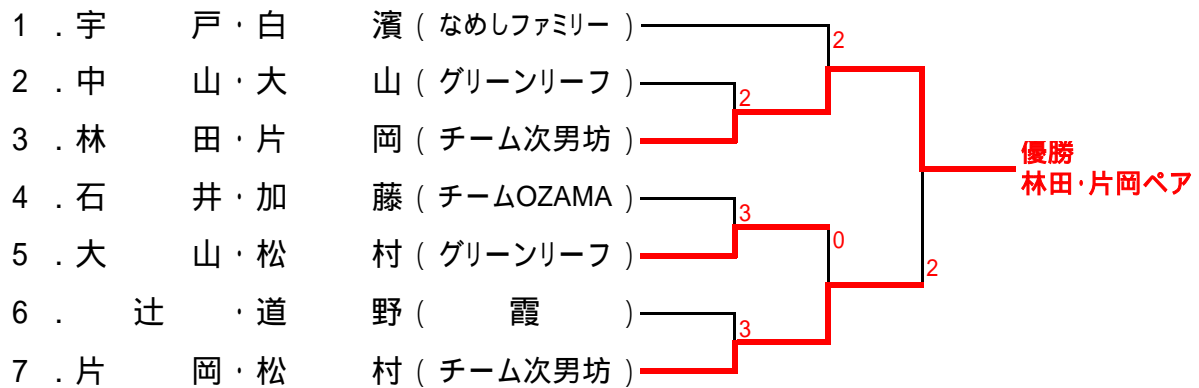 1 . 宇 戸・白 濱 ( なめしファミリー )
2
2 . 中 山・大 山 ( グリーンリーフ )
2
3 . 林 田・片 岡 ( チーム次男坊 )
優勝
林田・片岡ペア
4 . 石 井・加 藤 ( チームOZAMA )
3
5 . 大 山・松 村 ( グリーンリーフ )
0
2
6 . 辻 ・道 野 ( 霞 )
3
7 . 片 岡・松 村 ( チーム次男坊 )